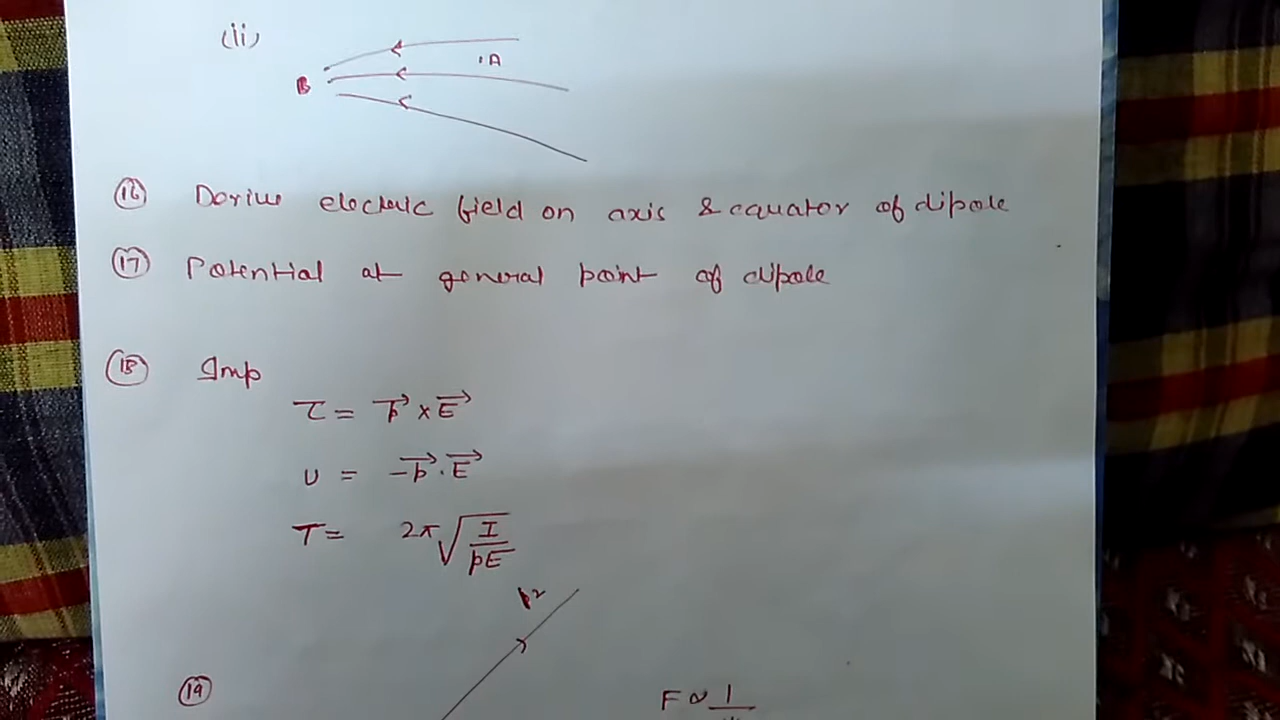 (ii)
.A
B
(16) Derive electric field on axis & equator of dipole
(17) Potential at general point of dipole
(18) Imp
τ = p⃗ × E⃗
U = -p⃗ . E⃗
T = 2π √(I/pE)
(19)
F ∝ 1